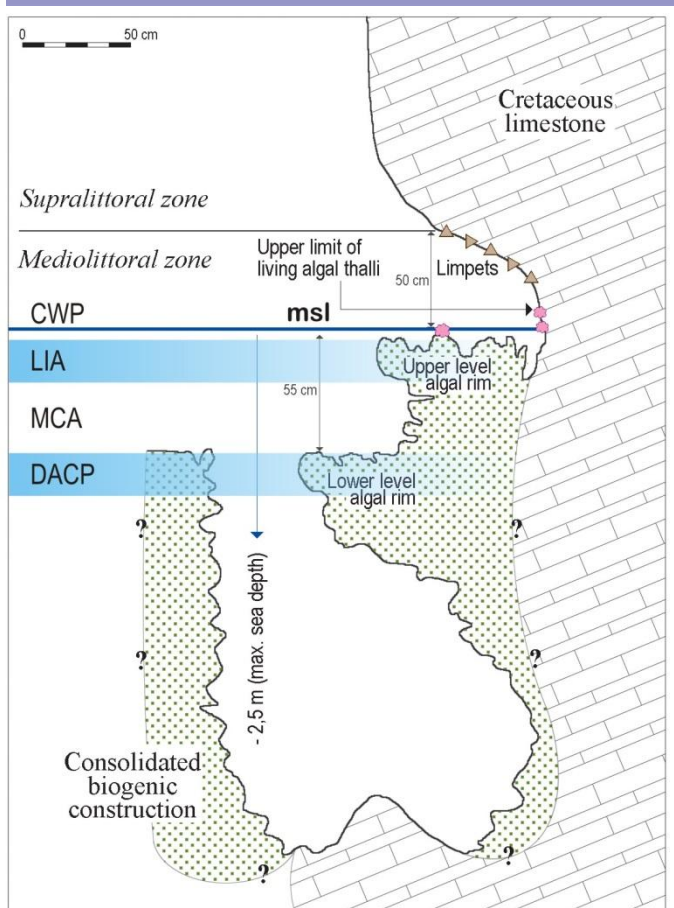 0 50 cm
Cretaceous
limestone
Supralittoral zone
Mediolittoral zone
Upper limit of
living algal thalli
Limpets
50 cm
CWP
msl
LIA
Upper level
algal rim
55 cm
MCA
DACP
Lower level
algal rim
?
?
?
?
- 2,5 m (max. sea depth)
Consolidated
biogenic
construction
?
?